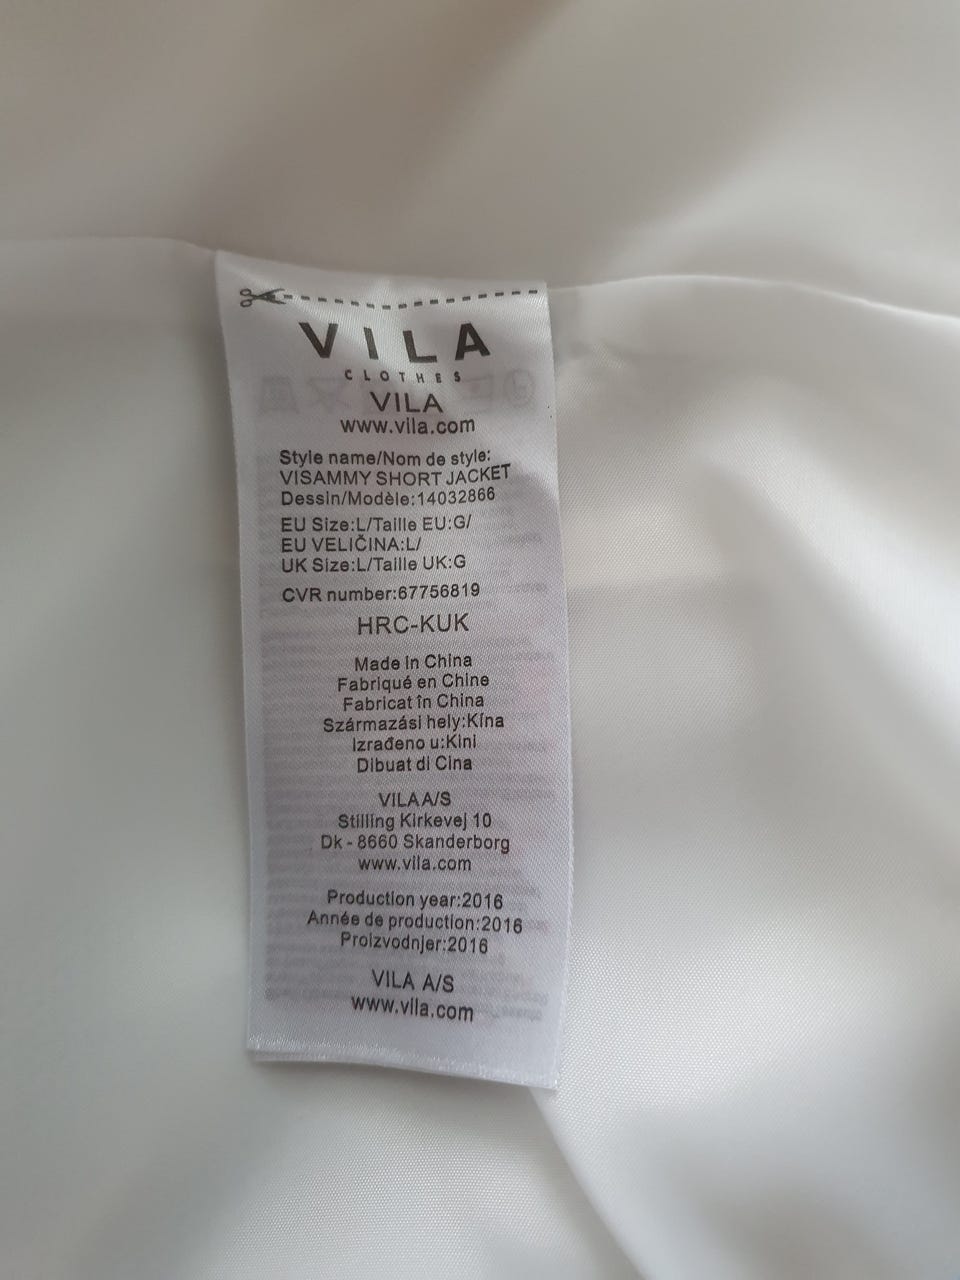 VILA
CLOTHES
VILA
www.vila.com
Style name/Nom de style:
VISAMMY SHORT JACKET
Dessin/Modèle:14032866
EU Size:L/Taille EU:G/
EU VELIČINA:L/
UK Size:L/Taille UK:G
CVR number:67756819
HRC-KUK
Made in China
Fabriqué en Chine
Fabricat în China
Származási hely:Kína
Izrađeno u:Kini
Dibuat di Cina
VILA A/S
Stilling Kirkevej 10
Dk - 8660 Skanderborg
www.vila.com
Production year:2016
Année de production:2016
Proizvodnjer:2016
VILA A/S
www.vila.com